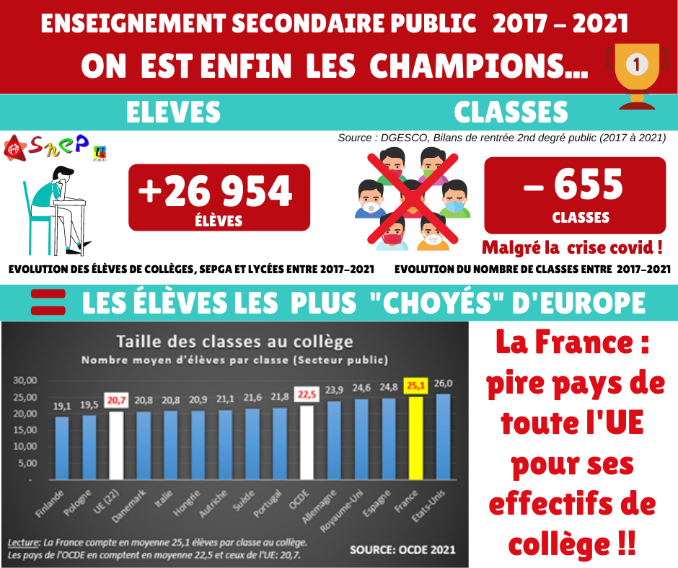 ENSEIGNEMENT SECONDAIRE PUBLIC 2017 - 2021
ON EST ENFIN LES CHAMPIONS...
1
ELEVES
CLASSES
Source : DGESCO, Bilans de rentrée 2nd degré public (2017 à 2021)
SneP
+26 954
ÉLÈVES
- 655
CLASSES
Malgré la crise covid !
EVOLUTION DES ÉLÈVES DE COLLÈGES, SEPGA ET LYCÉES ENTRE 2017-2021
EVOLUTION DU NOMBRE DE CLASSES ENTRE 2017-2021
= LES ÉLÈVES LES PLUS "CHOYÉS" D'EUROPE
Taille des classes au collège
Nombre moyen d'élèves par classe (Secteur public)
30,00
25,00
20,00
15,00
10,00
5,00
-
19,1 19,5 20,7 20,8 20,8 20,9 21,1 21,6 21,8 22,5 23,9 24,6 24,8 25,1 26,0
Finlande Pologne UE (22) Danemark Italie Hongrie Autriche Suède Portugal OCDE Allemagne Royaume-Uni Espagne France Etats-Unis
Lecture: La France compte en moyenne 25,1 élèves par classe au collège.
Les pays de l'OCDE en comptent en moyenne 22,5 et ceux de l'UE: 20,7.
SOURCE: OCDE 2021
La France :
pire pays de
toute l'UE
pour ses
effectifs de
collège !!